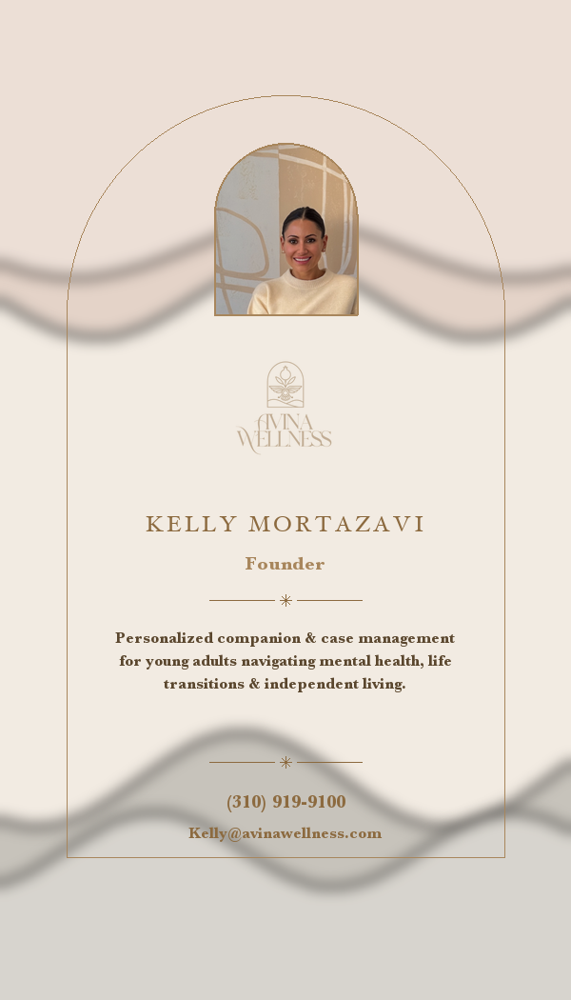 AVINA
WELLNESS
KELLY MORTAZAVI
Founder
Personalized companion & case management
for young adults navigating mental health, life
transitions & independent living.
(310) 919-9100
Kelly@avinawellness.com